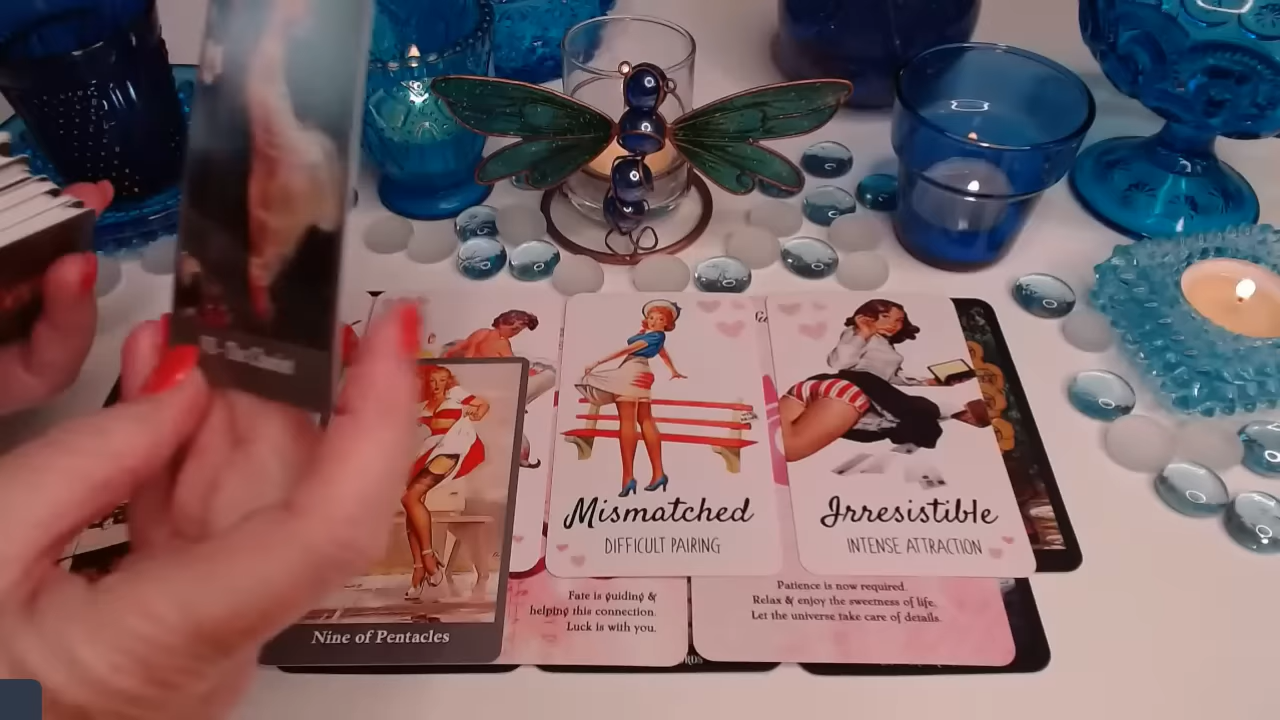 Mismatched
DIFFICULT PAIRING
Irresistible
INTENSE ATTRACTION
Fate is guiding &
helping this connection.
Luck is with you.
Patience is now required.
Relax & enjoy the sweetness of life.
Let the universe take care of details.
Nine of Pentacles